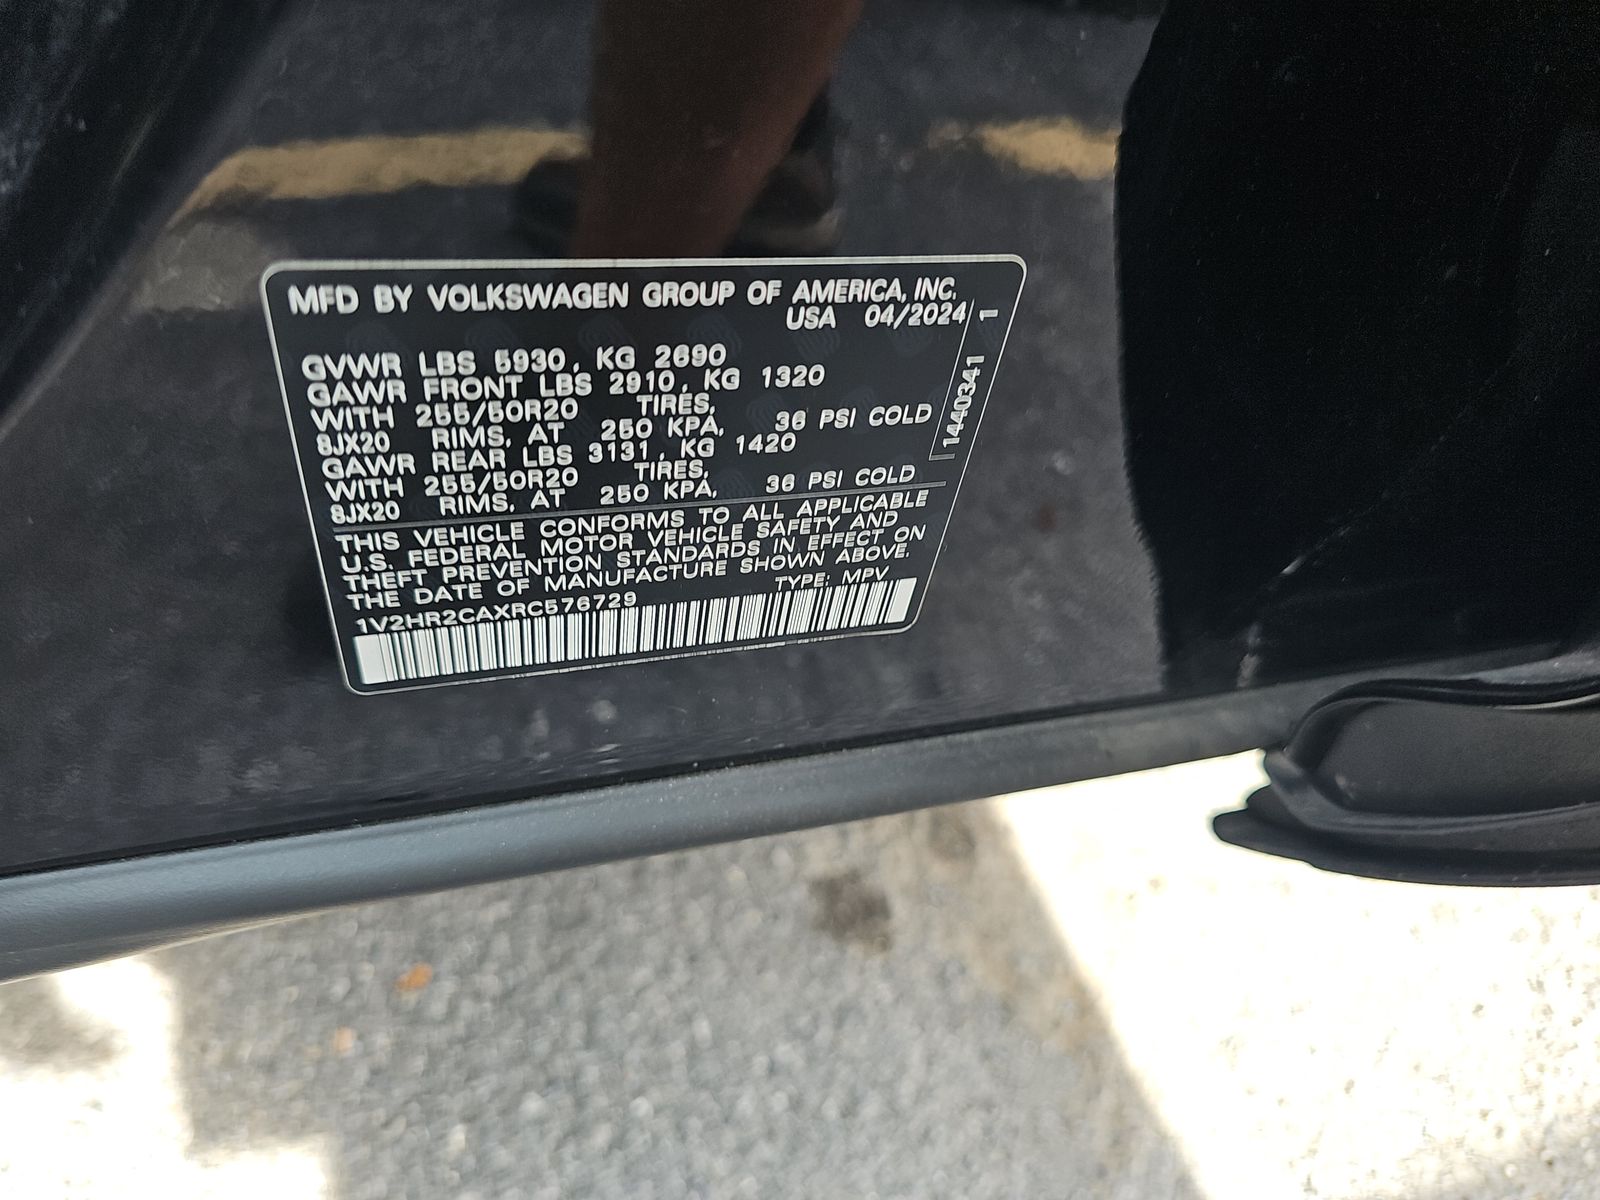 MFD BY VOLKSWAGEN GROUP OF AMERICA, INC.
USA 04/2024
GVWR LBS 5930, KG 2690
GAWR FRONT LBS 2910, KG 1320
WITH 255/50R20 TIRES,
8JX20 RIMS, AT 250 KPA, 36 PSI COLD
GAWR REAR LBS 3131, KG 1420
WITH 255/50R20 TIRES,
8JX20 RIMS, AT 250 KPA, 36 PSI COLD
THIS VEHICLE CONFORMS TO ALL APPLICABLE
U.S. FEDERAL MOTOR VEHICLE SAFETY AND
THEFT PREVENTION STANDARDS IN EFFECT ON
THE DATE OF MANUFACTURE SHOWN ABOVE.
1V2HR2CAXRC576729 TYPE: MPV
1440341 1